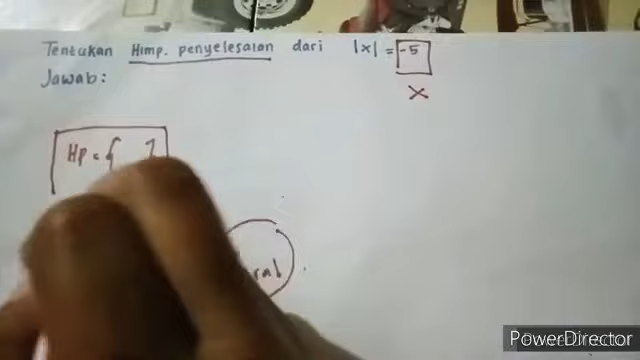 Tentukan Himp. penyelesaian dari |x| = -5
Jawab:
x
Hp = { }
PowerDirector